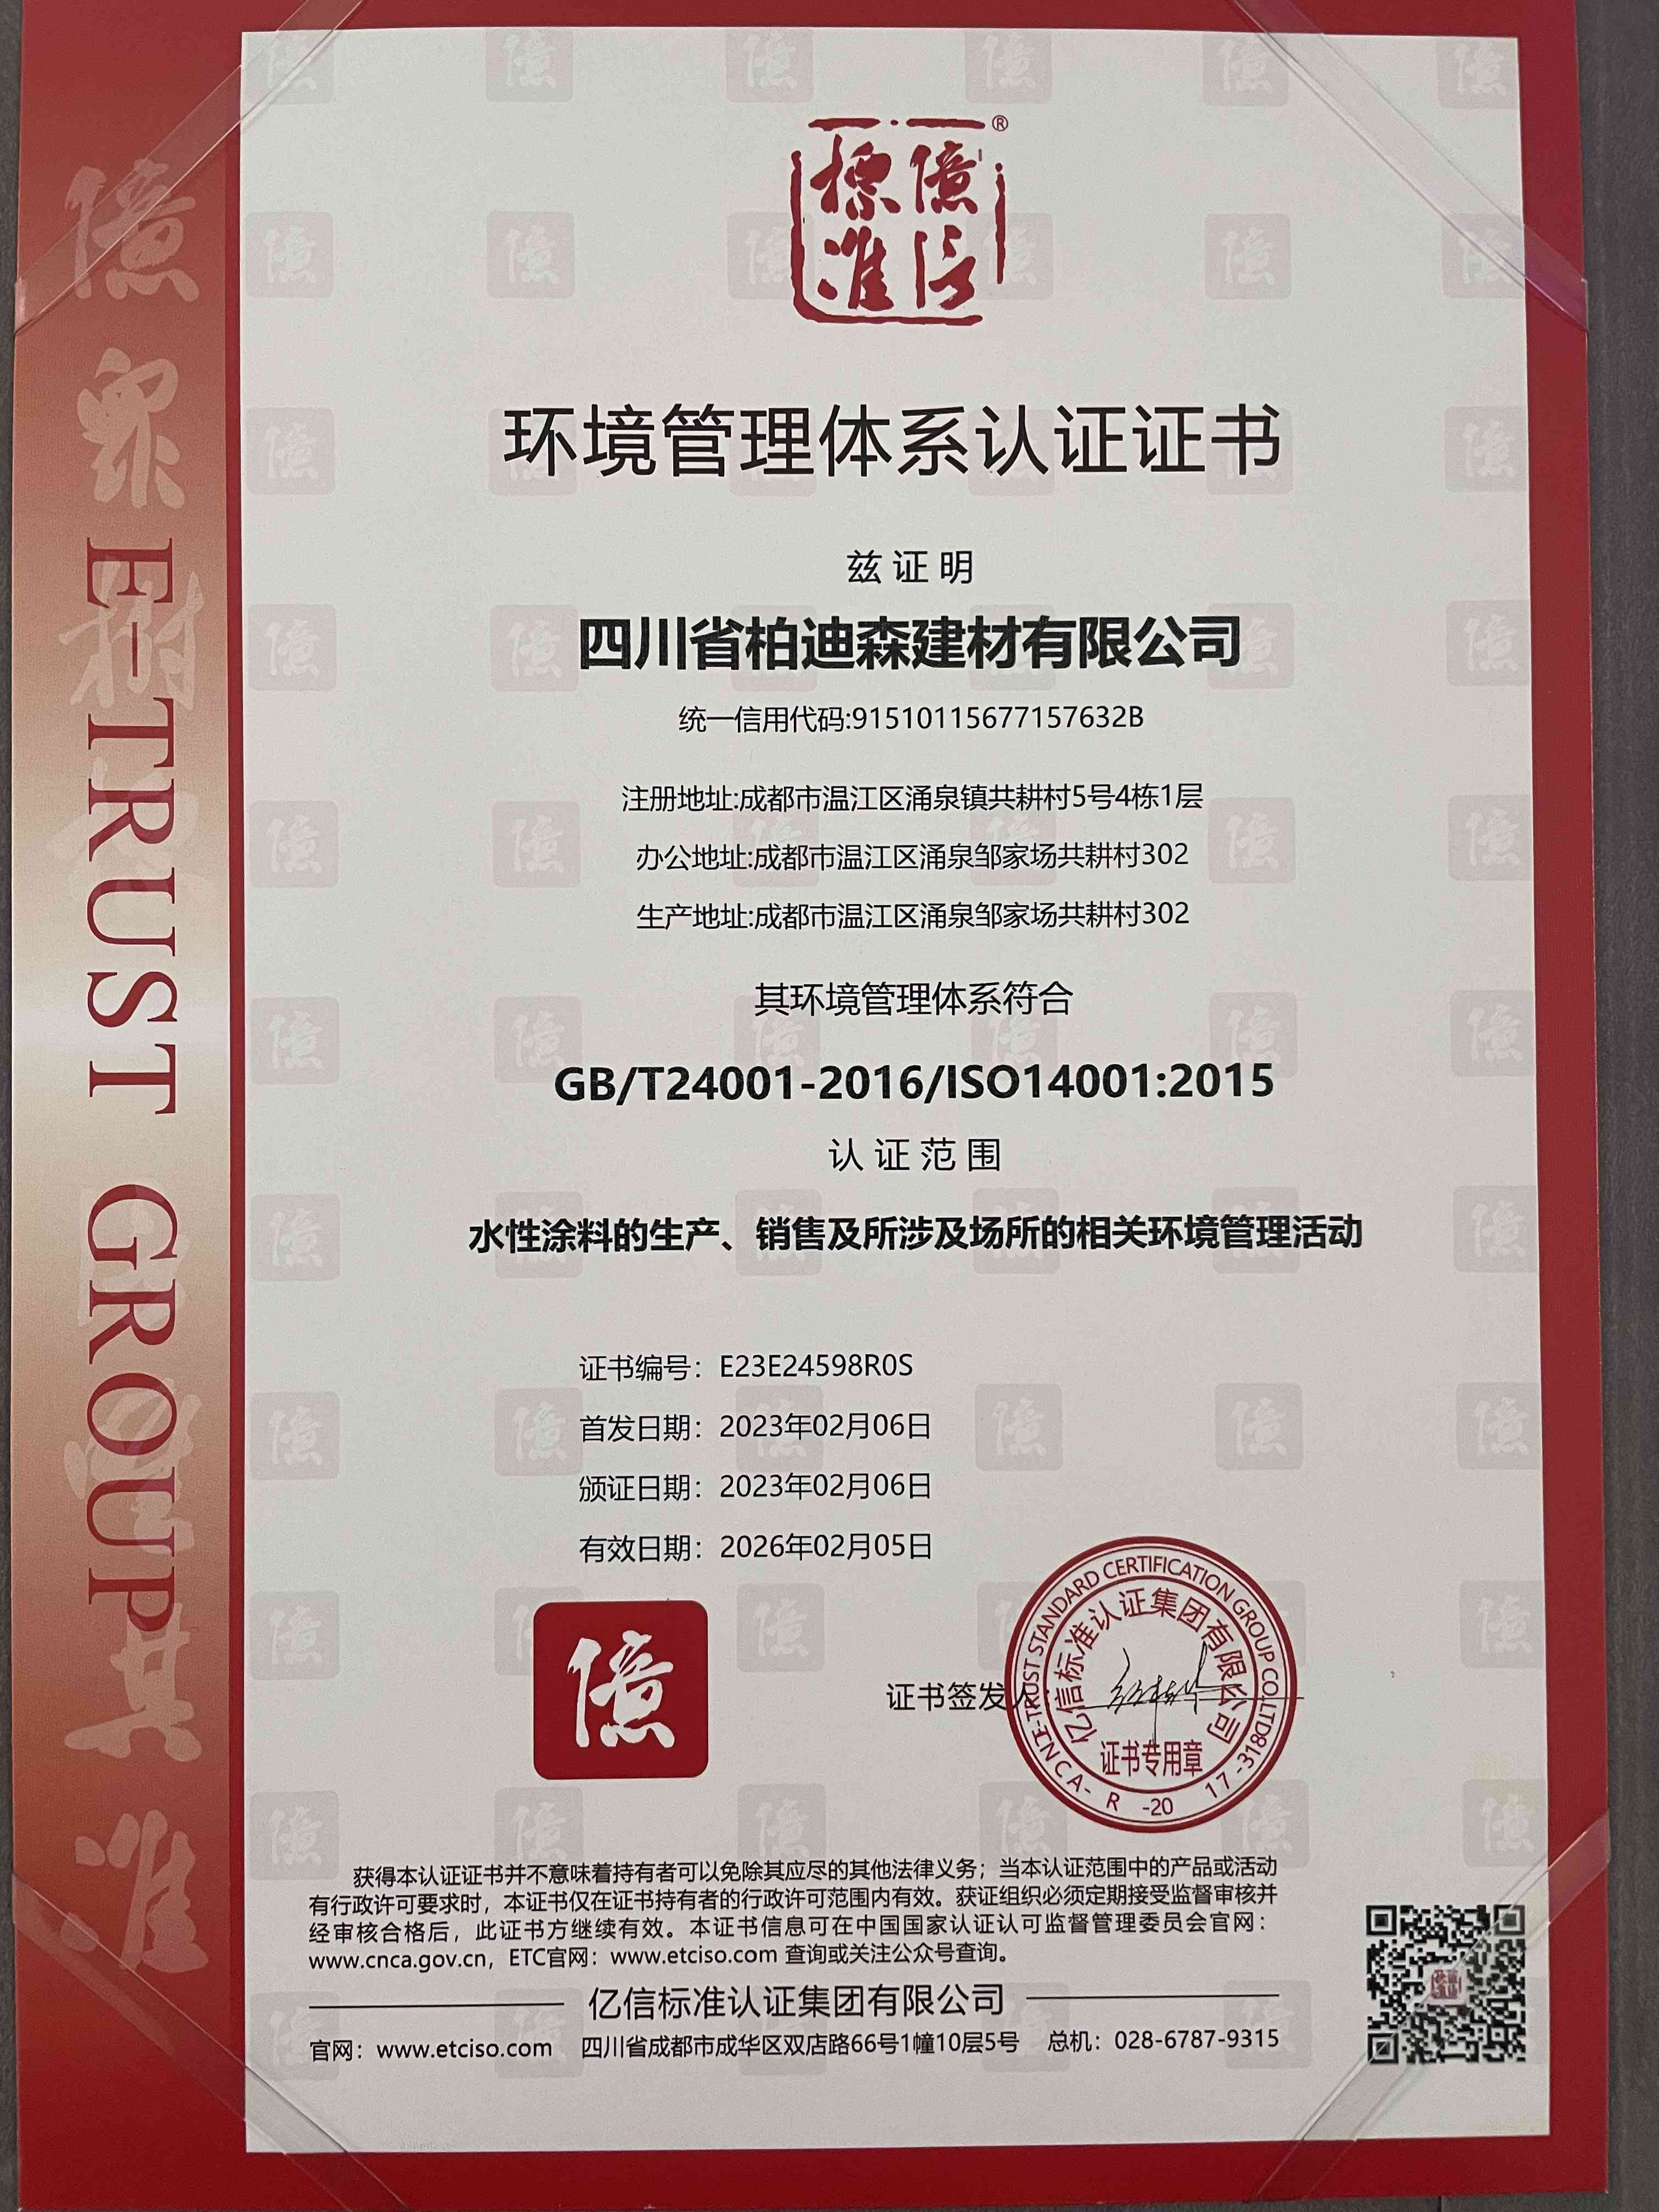 億信標准
®
环境管理体系认证证书
兹证明
四川省柏迪森建材有限公司
统一信用代码:91510115677157632B
注册地址:成都市温江区涌泉镇共耕村5号4栋1层
办公地址:成都市温江区涌泉邹家场共耕村302
生产地址:成都市温江区涌泉邹家场共耕村302
其环境管理体系符合
GB/T24001-2016/ISO14001:2015
认证范围
水性涂料的生产、销售及所涉及场所的相关环境管理活动
证书编号：E23E24598R0S
首发日期：2023年02月06日
颁证日期：2023年02月06日
有效日期：2026年02月05日
億
证书签发人
E-TRUST STANDARD CERTIFICATION GROUP CO.LTD
亿信标准认证集团有限公司
证书专用章
CNCA-R-2017-318
获得本认证证书并不意味着持有者可以免除其应尽的其他法律义务；当本认证范围中的产品或活动
有行政许可要求时，本证书仅在证书持有者的行政许可范围内有效。获证组织必须定期接受监督审核并
经审核合格后，此证书方继续有效。本证书信息可在中国国家认证认可监督管理委员会官网：
www.cnca.gov.cn，ETC官网：www.etciso.com 查询或关注公众号查询。
亿信标准认证集团有限公司
官网：www.etciso.com 四川省成都市成华区双店路66号1幢10层5号 总机：028-6787-9315
E-TRUST GROUP